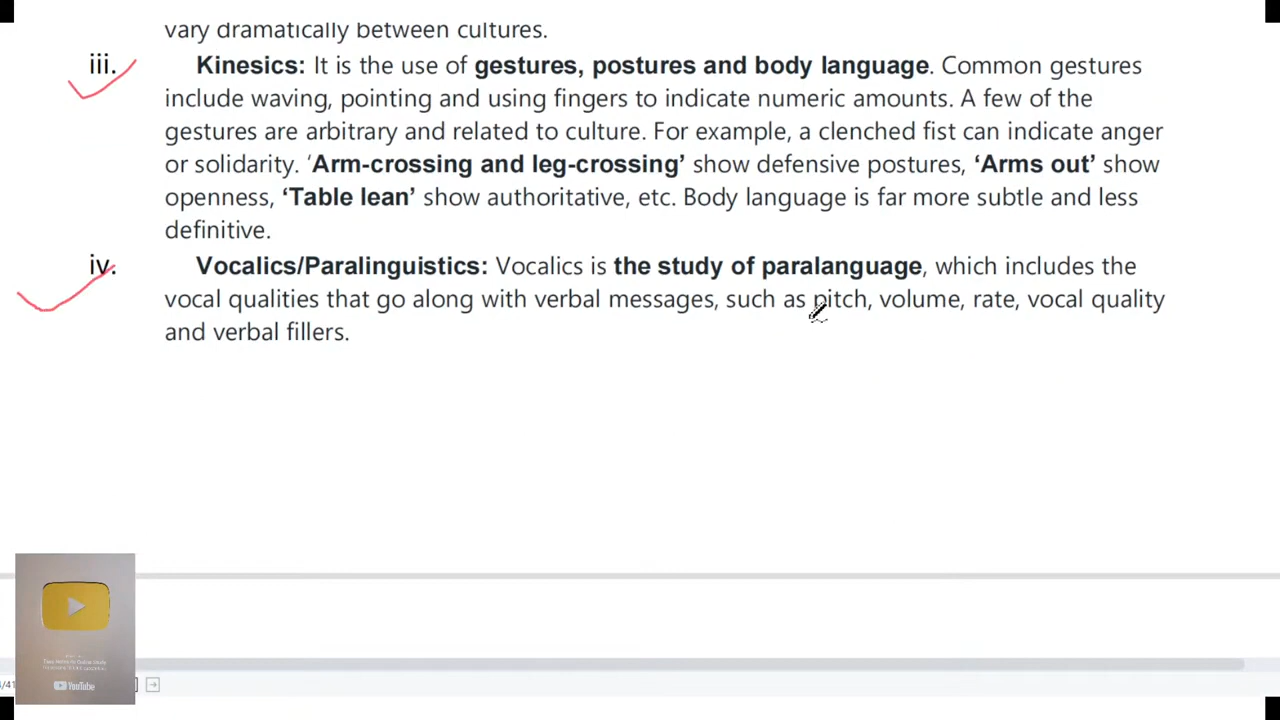 vary dramatically between cultures.
iii. Kinesics: It is the use of gestures, postures and body language. Common gestures
include waving, pointing and using fingers to indicate numeric amounts. A few of the
gestures are arbitrary and related to culture. For example, a clenched fist can indicate anger
or solidarity. ‘Arm-crossing and leg-crossing’ show defensive postures, ‘Arms out’ show
openness, ‘Table lean’ show authoritative, etc. Body language is far more subtle and less
definitive.
iv. Vocalics/Paralinguistics: Vocalics is the study of paralanguage, which includes the
vocal qualities that go along with verbal messages, such as pitch, volume, rate, vocal quality
and verbal fillers.
YouTube
/41